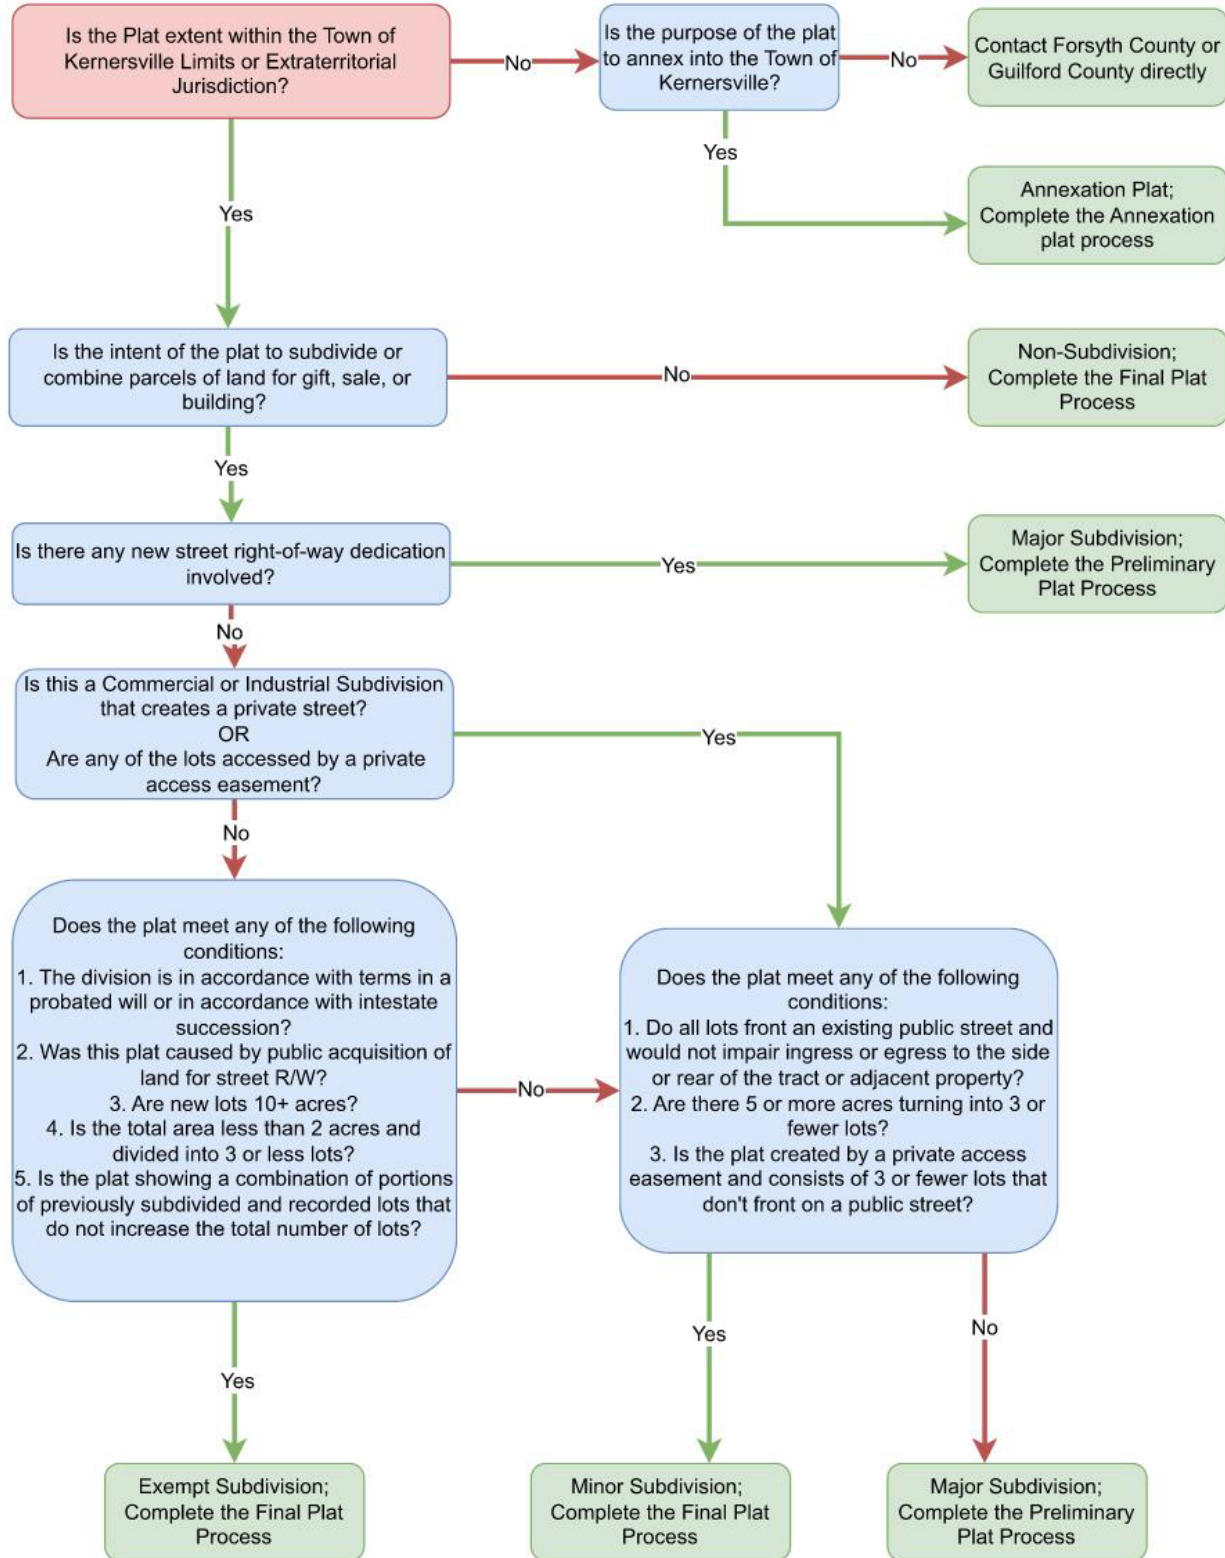 Is the Plat extent within the Town of
Kernersville Limits or Extraterritorial
Jurisdiction?
No
Is the purpose of the plat
to annex into the Town of
Kernersville?
No
Contact Forsyth County or
Guilford County directly
Yes
Annexation Plat;
Complete the Annexation
plat process
Yes
Is the intent of the plat to subdivide or
combine parcels of land for gift, sale, or
building?
No
Non-Subdivision;
Complete the Final Plat
Process
Yes
Is there any new street right-of-way dedication
involved?
Yes
Major Subdivision;
Complete the Preliminary
Plat Process
No
Is this a Commercial or Industrial Subdivision
that creates a private street?
OR
Are any of the lots accessed by a private
access easement?
Yes
No
Does the plat meet any of the following
conditions:
1. The division is in accordance with terms in a
probated will or in accordance with intestate
succession?
2. Was this plat caused by public acquisition of
land for street R/W?
3. Are new lots 10+ acres?
4. Is the total area less than 2 acres and
divided into 3 or less lots?
5. Is the plat showing a combination of portions
of previously subdivided and recorded lots that
do not increase the total number of lots?
No
Does the plat meet any of the following
conditions:
1. Do all lots front an existing public street and
would not impair ingress or egress to the side
or rear of the tract or adjacent property?
2. Are there 5 or more acres turning into 3 or
fewer lots?
3. Is the plat created by a private access
easement and consists of 3 or fewer lots that
don't front on a public street?
Yes
Yes
No
Exempt Subdivision;
Complete the Final Plat
Process
Minor Subdivision;
Complete the Final Plat
Process
Major Subdivision;
Complete the Preliminary
Plat Process